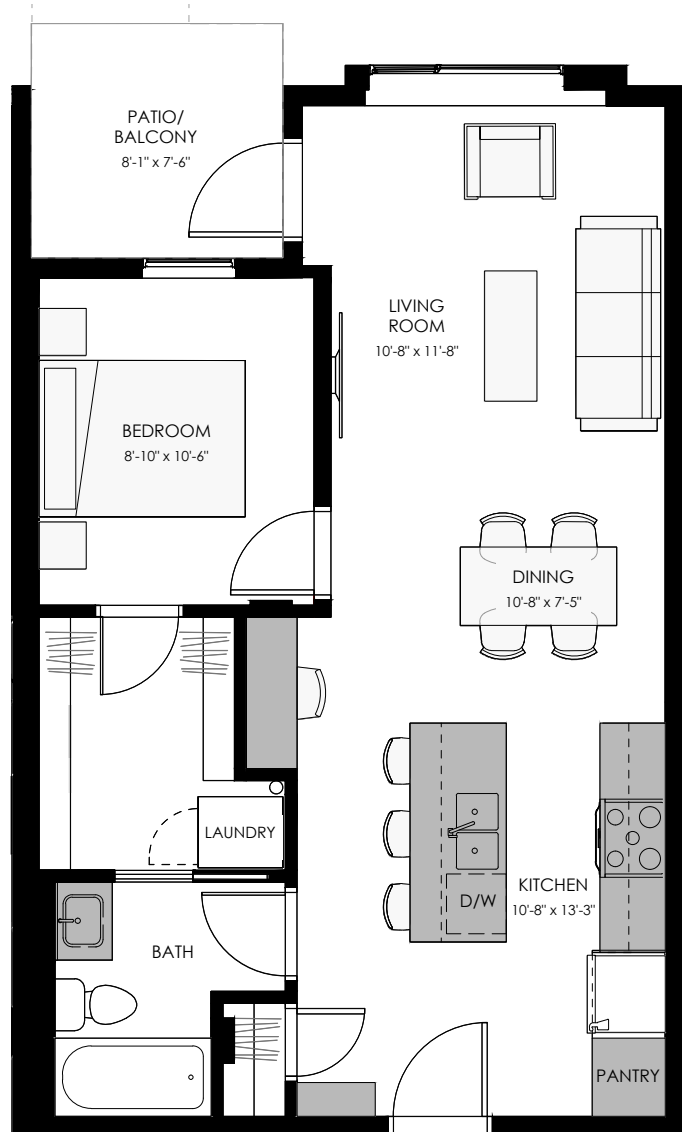 PATIO/
BALCONY
8'-1" x 7'-6"
LIVING
ROOM
10'-8" x 11'-8"
BEDROOM
8'-10" x 10'-6"
DINING
10'-8" x 7'-5"
LAUNDRY
KITCHEN
10'-8" x 13'-3"
D/W
BATH
PANTRY